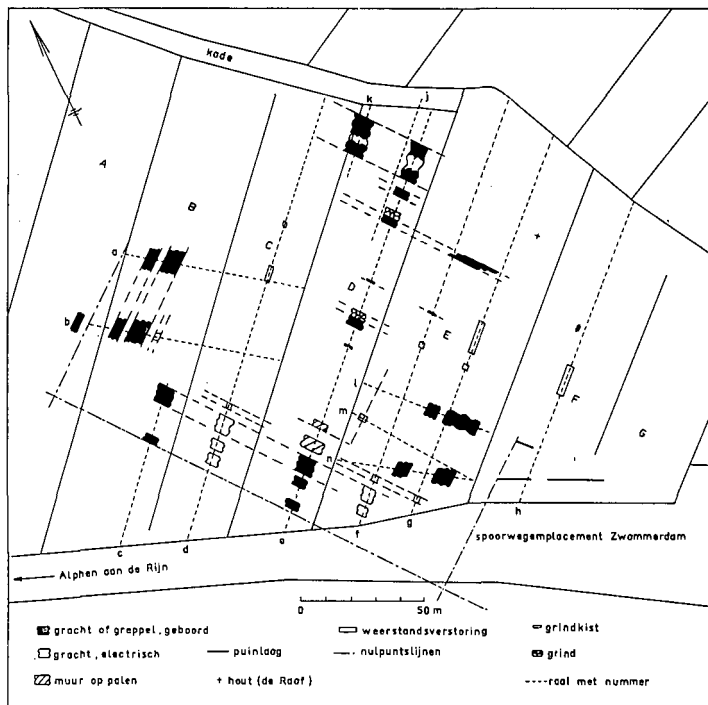 kade
k
j
A
B
C
g
a
D
E
b
F
l
m
G
n
c
d
e
f
g
h
spoorwegemplacement Zwammerdam
Alphen aan de Rijn
0 50 m
gracht of greppel, geboord
weerstandsverstoring
grindkist
gracht, electrisch
puinlaag
nulpuntslijnen
grind
muur op palen
hout (de Raaf)
raai met nummer